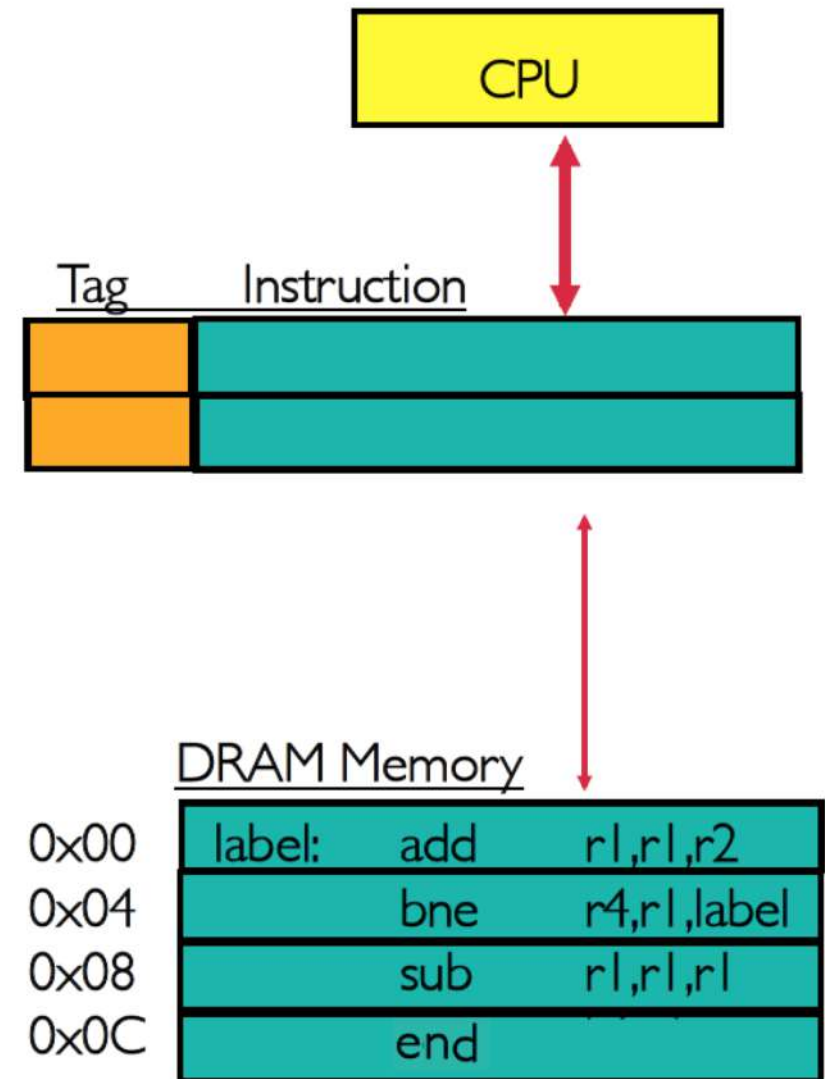 CPU
Tag Instruction
DRAM Memory
0x00 label: add r1,r1,r2
0x04 bne r4,r1,label
0x08 sub r1,r1,r1
0x0C end